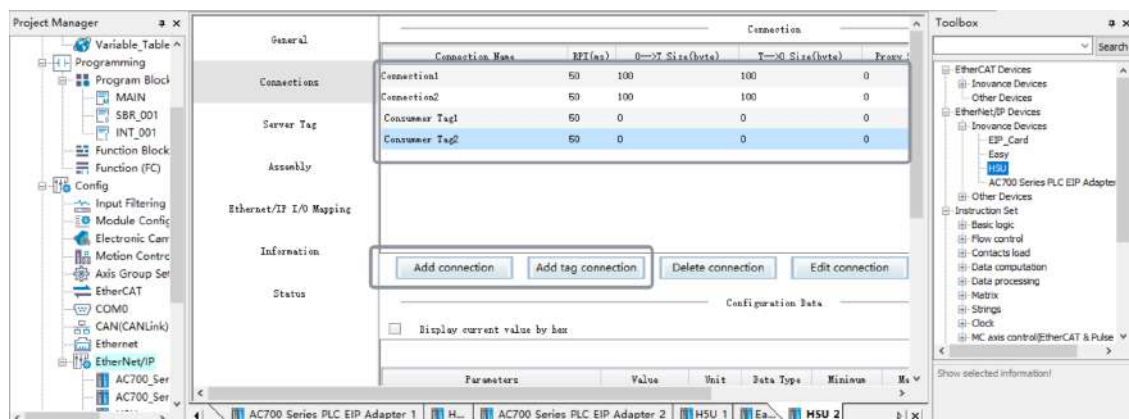 Project Manager
Variable_Table
Programming
Program Block
MAIN
SBR_001
INT_001
Function Block
Function (FC)
Config
Input Filtering
Module Config
Electronic Cam
Motion Contro
Axis Group Set
EtherCAT
COM0
CAN(CANLink)
Ethernet
EtherNet/IP
AC700_Ser
AC700_Ser
General
Connections
Server Tag
Assembly
Ethernet/IP I/O Mapping
Information
Status
Connection
Connection Name RPI(ms) O-->T Size(byte) T-->O Size(byte) Proxy
Connection1 50 100 100 0
Connection2 50 100 100 0
Consummer Tag1 50 0 0 0
Consummer Tag2 50 0 0 0
Add connection Add tag connection Delete connection Edit connection
Configuration Data
Display current value by hex
Parameters Value Unit Data Type Minimum
AC700 Series PLC EIP Adapter 1 H... AC700 Series PLC EIP Adapter 2 H5U 1 Ea... H5U 2
Toolbox
Search
EtherCAT Devices
Inovance Devices
Other Devices
EtherNet/IP Devices
Inovance Devices
EIP_Card
Easy
H5U
AC700 Series PLC EIP Adapter
Other Devices
Instruction Set
Basic logic
Flow control
Contacts load
Data computation
Data processing
Matrix
Strings
Clock
MC axis control(EtherCAT & Pulse
Show selected information!